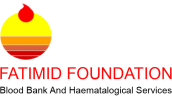 FATIMID FOUNDATION
Blood Bank And Haematalogical Services